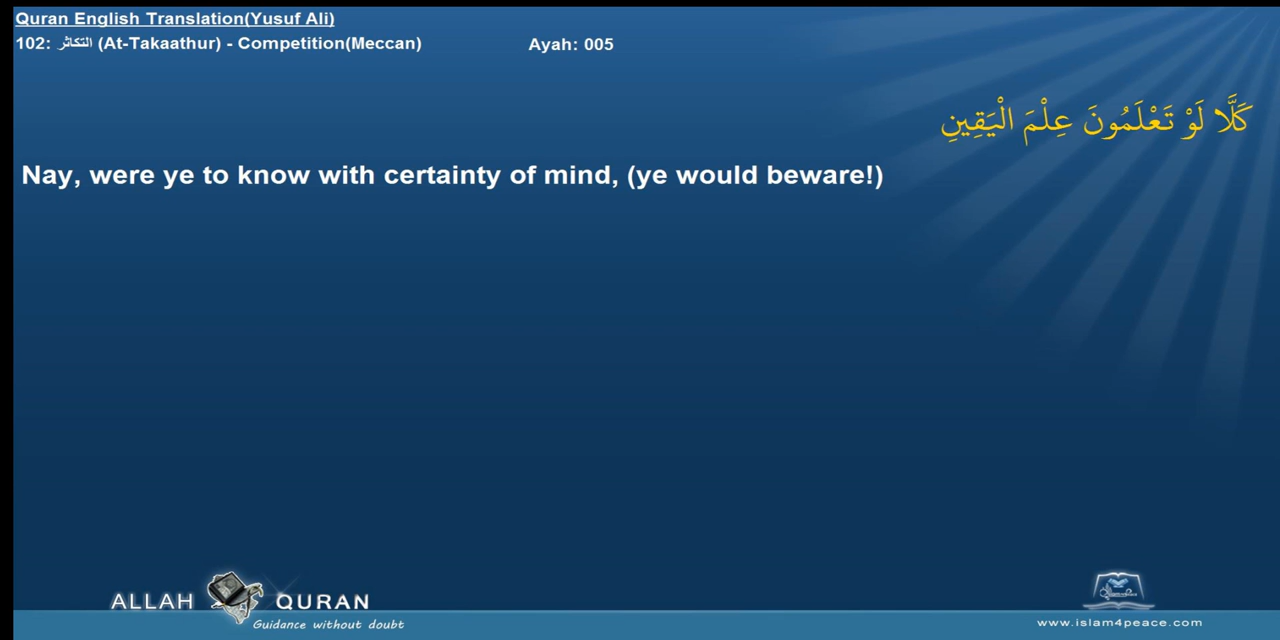 Quran English Translation(Yusuf Ali)
102: التكاثر (At-Takaathur) - Competition(Meccan) Ayah: 005
كَلَّا لَوْ تَعْلَمُونَ عِلْمَ الْيَقِينِ
Nay, were ye to know with certainty of mind, (ye would beware!)
ALLAH QURAN
Guidance without doubt
www.islam4peace.com